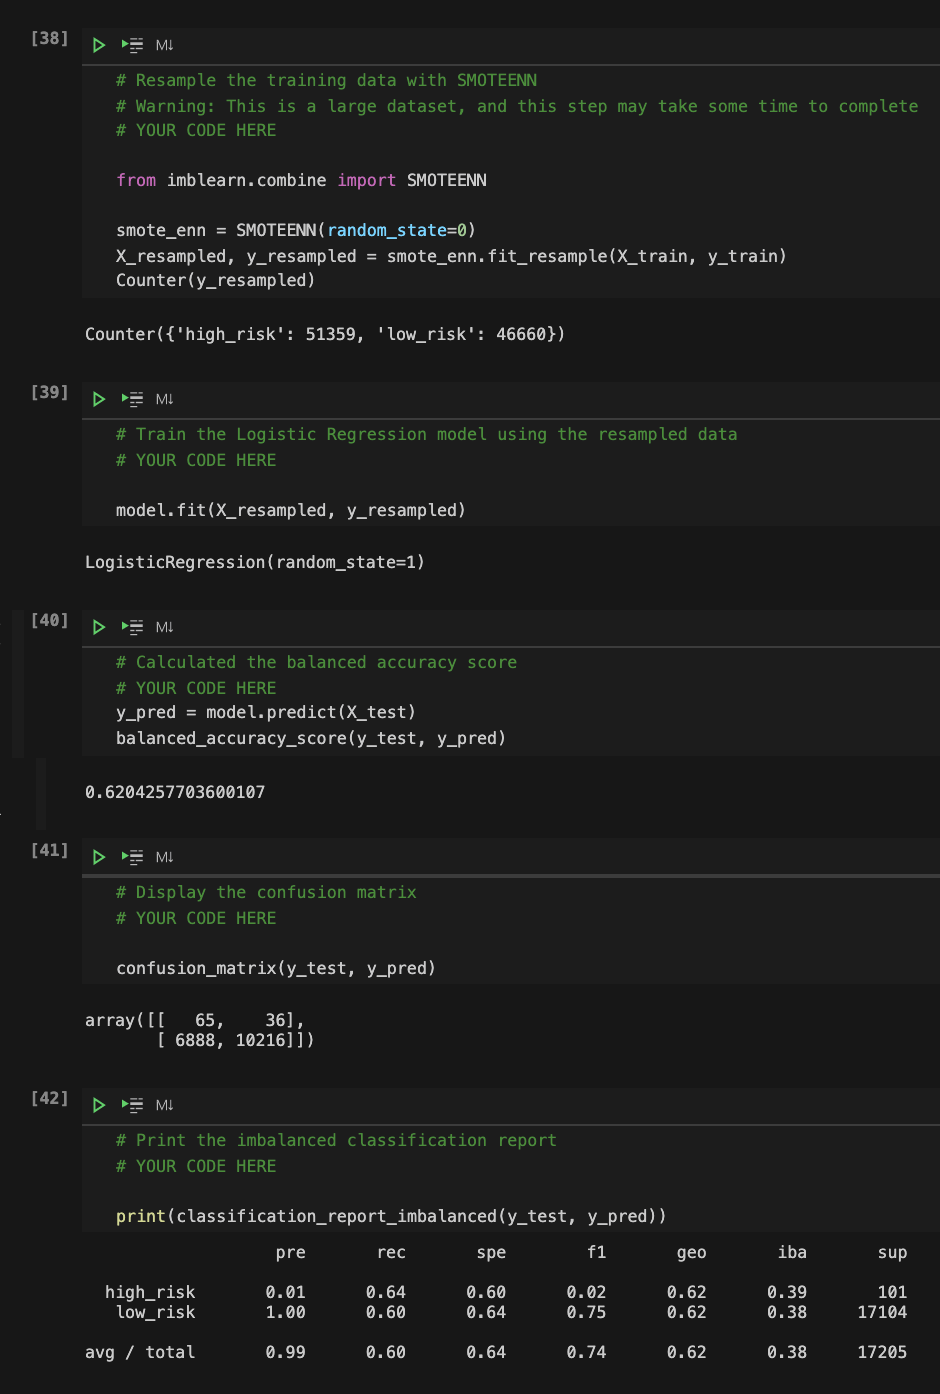 [38]
M↓
# Resample the training data with SMOTEENN
# Warning: This is a large dataset, and this step may take some time to complete
# YOUR CODE HERE
from imblearn.combine import SMOTEENN
smote_enn = SMOTEENN(random_state=0)
X_resampled, y_resampled = smote_enn.fit_resample(X_train, y_train)
Counter(y_resampled)
Counter({'high_risk': 51359, 'low_risk': 46660})
[39]
M↓
# Train the Logistic Regression model using the resampled data
# YOUR CODE HERE
model.fit(X_resampled, y_resampled)
LogisticRegression(random_state=1)
[40]
M↓
# Calculated the balanced accuracy score
# YOUR CODE HERE
y_pred = model.predict(X_test)
balanced_accuracy_score(y_test, y_pred)
0.6204257703600107
[41]
M↓
# Display the confusion matrix
# YOUR CODE HERE
confusion_matrix(y_test, y_pred)
array([[   65,    36],
       [ 6888, 10216]])
[42]
M↓
# Print the imbalanced classification report
# YOUR CODE HERE
print(classification_report_imbalanced(y_test, y_pred))
pre rec spe f1 geo iba sup
high_risk 0.01 0.64 0.60 0.02 0.62 0.39 101
low_risk 1.00 0.60 0.64 0.75 0.62 0.38 17104
avg / total 0.99 0.60 0.64 0.74 0.62 0.38 17205